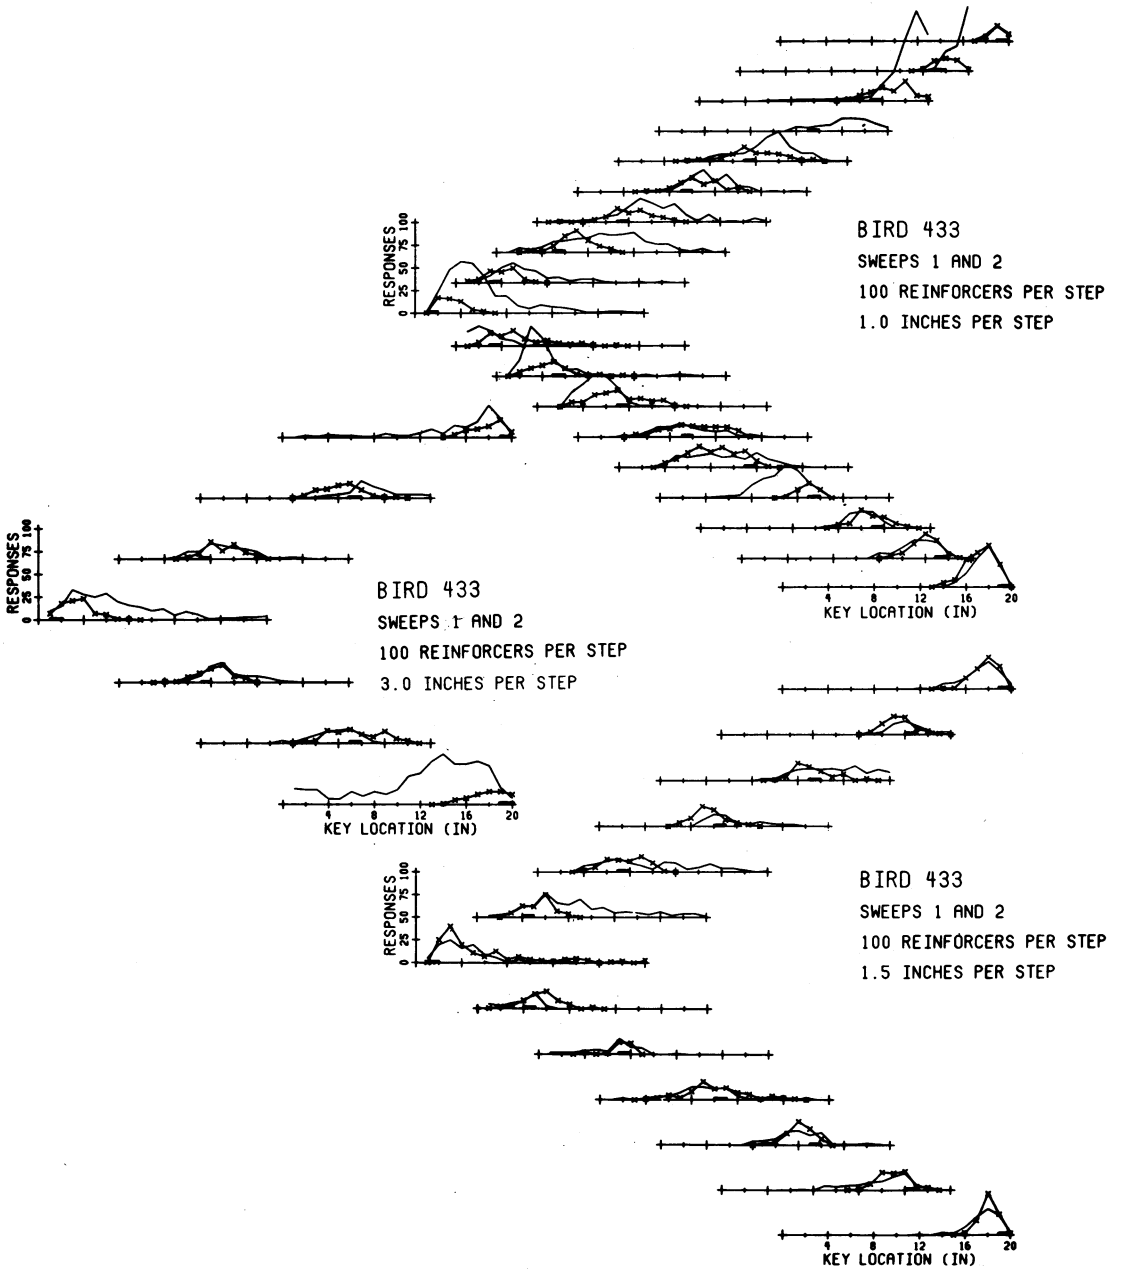 100
75
50
25
0
RESPONSES
BIRD 433
SWEEPS 1 AND 2
100 REINFORCERS PER STEP
1.0 INCHES PER STEP
4 8 12 16 20
KEY LOCATION (IN)
100
75
50
25
0
RESPONSES
BIRD 433
SWEEPS 1 AND 2
100 REINFORCERS PER STEP
3.0 INCHES PER STEP
4 8 12 16 20
KEY LOCATION (IN)
100
75
50
25
0
RESPONSES
BIRD 433
SWEEPS 1 AND 2
100 REINFORCERS PER STEP
1.5 INCHES PER STEP
4 8 12 16 20
KEY LOCATION (IN)